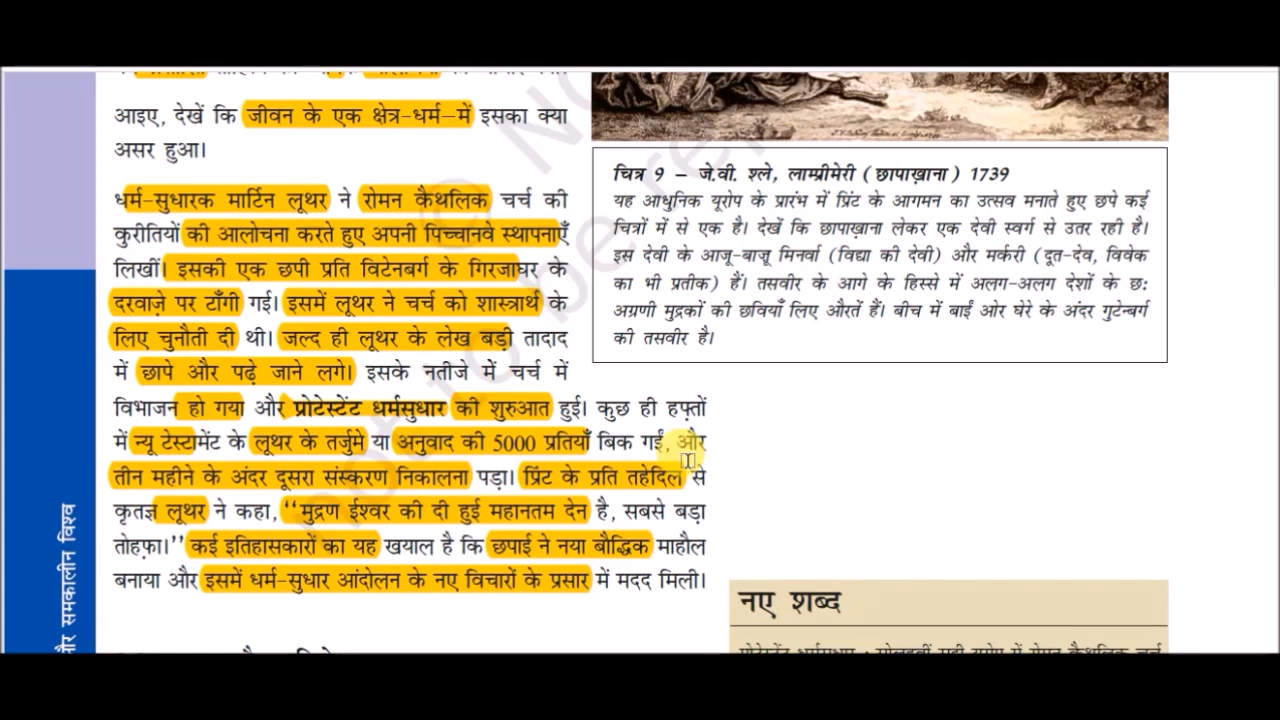 आइए, देखें कि जीवन के एक क्षेत्र-धर्म-में इसका क्या
असर हुआ।
धर्म-सुधारक मार्टिन लूथर ने रोमन कैथलिक चर्च की
कुरीतियों की आलोचना करते हुए अपनी पिच्चानवे स्थापनाएँ
लिखीं। इसकी एक छपी प्रति विटेनबर्ग के गिरजाघर के
दरवाज़े पर टाँगी गई। इसमें लूथर ने चर्च को शास्त्रार्थ के
लिए चुनौती दी थी। जल्द ही लूथर के लेख बड़ी तादाद
में छापे और पढ़े जाने लगे। इसके नतीजे में चर्च में
विभाजन हो गया और प्रोटेस्टेंट धर्मसुधार की शुरुआत हुई। कुछ ही हफ़्तों
में न्यू टेस्टामेंट के लूथर के तर्जुमे या अनुवाद की 5000 प्रतियाँ बिक गईं, और
तीन महीने के अंदर दूसरा संस्करण निकालना पड़ा। प्रिंट के प्रति तहेदिल से
कृतज्ञ लूथर ने कहा, “मुद्रण ईश्वर की दी हुई महानतम देन है, सबसे बड़ा
तोहफ़ा।” कई इतिहासकारों का यह खयाल है कि छपाई ने नया बौद्धिक माहौल
बनाया और इसमें धर्म-सुधार आंदोलन के नए विचारों के प्रसार में मदद मिली।
चित्र 9 – जे.वी. श्ले, लाम्प्रीमेरी (छापाख़ाना) 1739
यह आधुनिक यूरोप के प्रारंभ में प्रिंट के आगमन का उत्सव मनाते हुए छपे कई
चित्रों में से एक है। देखें कि छापाख़ाना लेकर एक देवी स्वर्ग से उतर रही है।
इस देवी के आजू-बाजू मिनर्वा (विद्या की देवी) और मर्करी (दूत-देव, विवेक
का भी प्रतीक) हैं। तसवीर के आगे के हिस्से में अलग-अलग देशों के छः
अग्रणी मुद्रकों की छवियाँ लिए औरतें हैं। बीच में बाईं ओर घेरे के अंदर गुटेन्बर्ग
की तसवीर है।
नए शब्द
और समकालीन विश्व